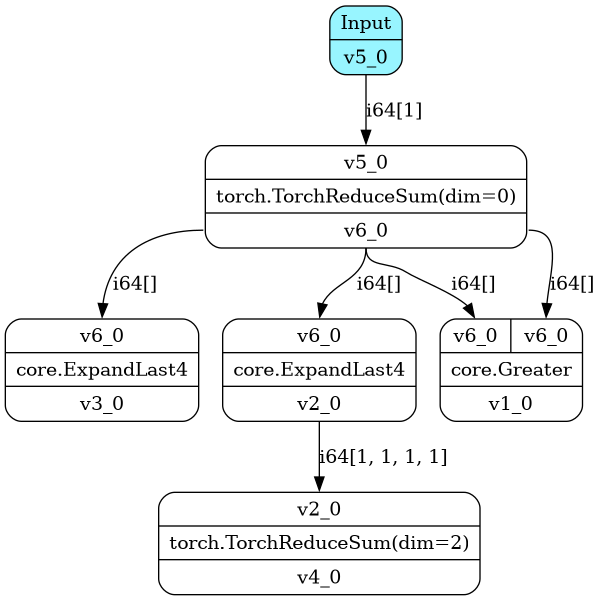 Input
v5_0
i64[1]
v5_0
torch.TorchReduceSum(dim=0)
v6_0
i64[] i64[] i64[] i64[]
v6_0 v6_0 v6_0 v6_0
core.ExpandLast4 core.ExpandLast4 core.Greater
v3_0 v2_0 v1_0
i64[1, 1, 1, 1]
v2_0
torch.TorchReduceSum(dim=2)
v4_0